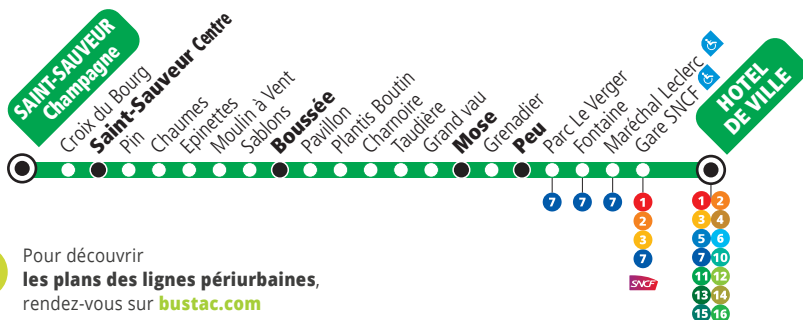 SAINT-SAUVEUR
Champagne
Croix du Bourg
Saint-Sauveur Centre
Pin
Chaumes
Epinettes
Moulin à Vent
Sablons
Boussée
Pavillon
Plantis Boutin
Charnoire
Taudière
Grand vau
Mose
Grenadier
Peu
Parc Le Verger
Fontaine
Maréchal Leclerc
Gare SNCF
HOTEL
DE VILLE
7
7
7
1
2
3
7
SNCF
1 2
3 4
5 6
7 10
11 12
13 14
15 16
Pour découvrir
les plans des lignes périurbaines,
rendez-vous sur bustac.com